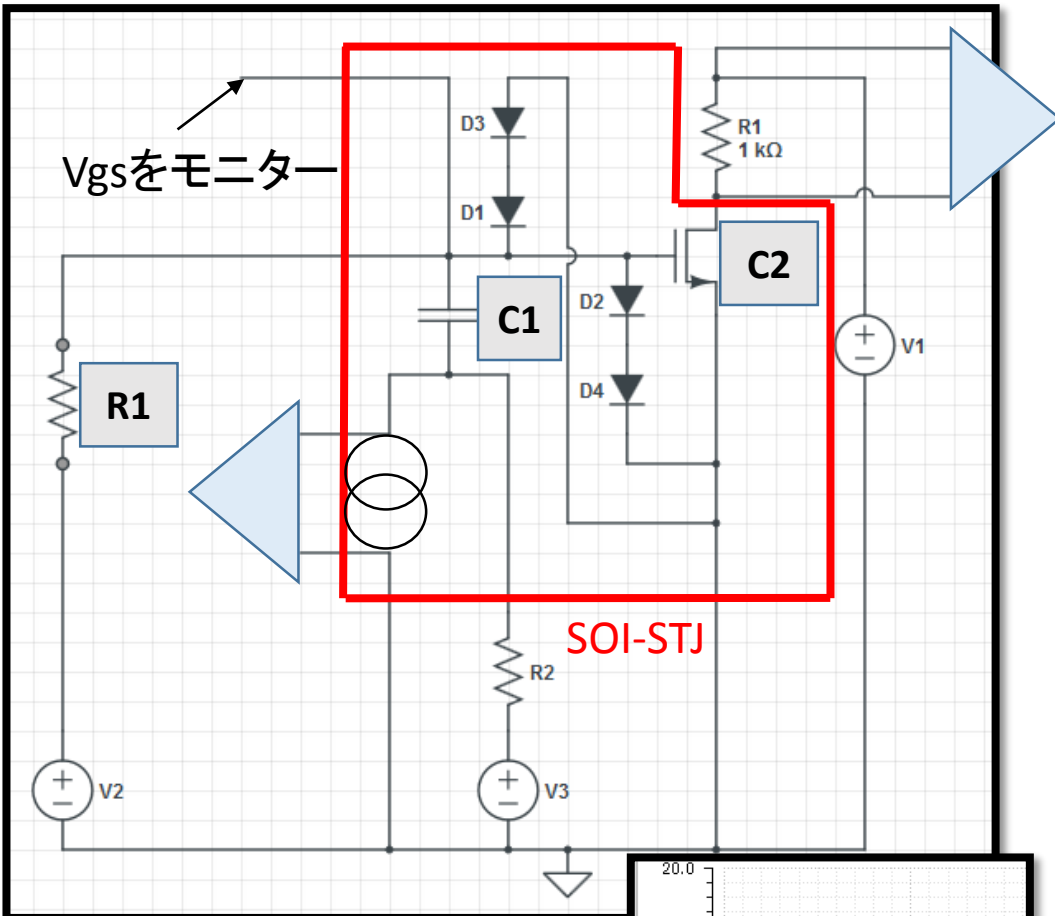 D3
R1
1 kΩ
Vgsをモニター
D1
C2
D2
C1
V1
R1
D4
SOI-STJ
R2
+
−
V2
+
−
V3
+
−
20.0